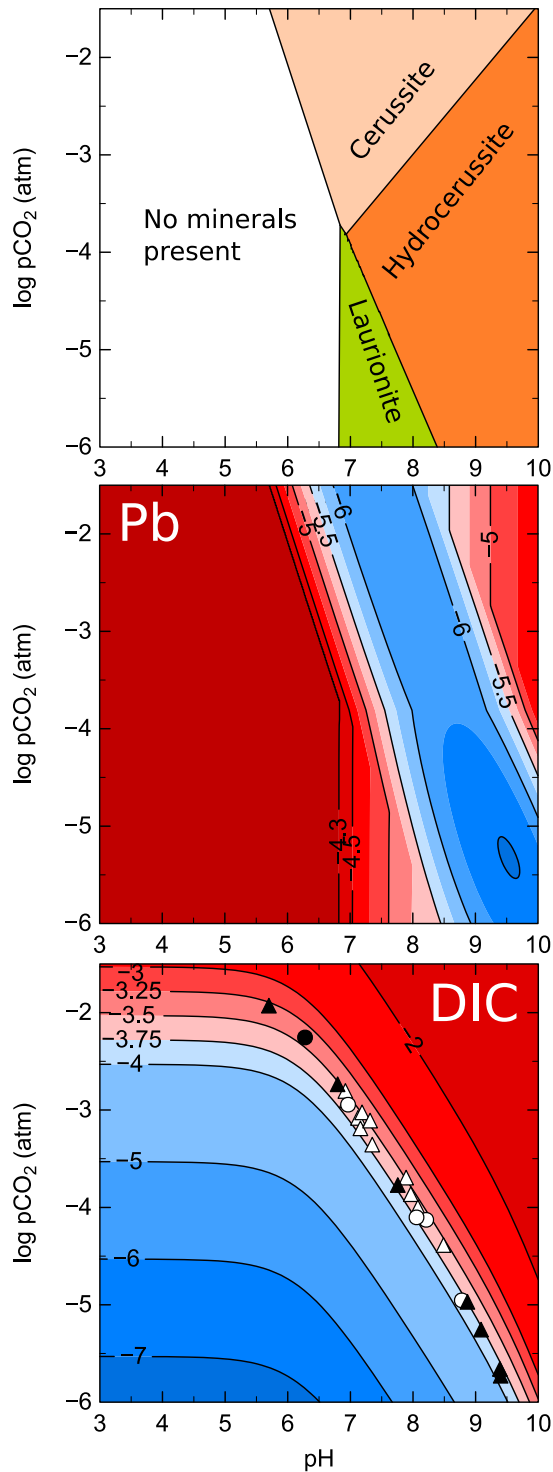 −2
−3
−4
−5
−6
log pCO₂ (atm)
Cerussite
Hydrocerussite
No minerals
present
Laurionite
3 4 5 6 7 8 9 10
Pb
−2
−3
−4
−5
−6
log pCO₂ (atm)
−5
−5.5
−6
−5
−6
−5.5
−4.3
−4.5
3 4 5 6 7 8 9 10
DIC
−2
−3
−4
−5
−6
log pCO₂ (atm)
−3
−3.25
−3.5
−3.75
−4
−5
−6
−7
−2
3 4 5 6 7 8 9 10
pH